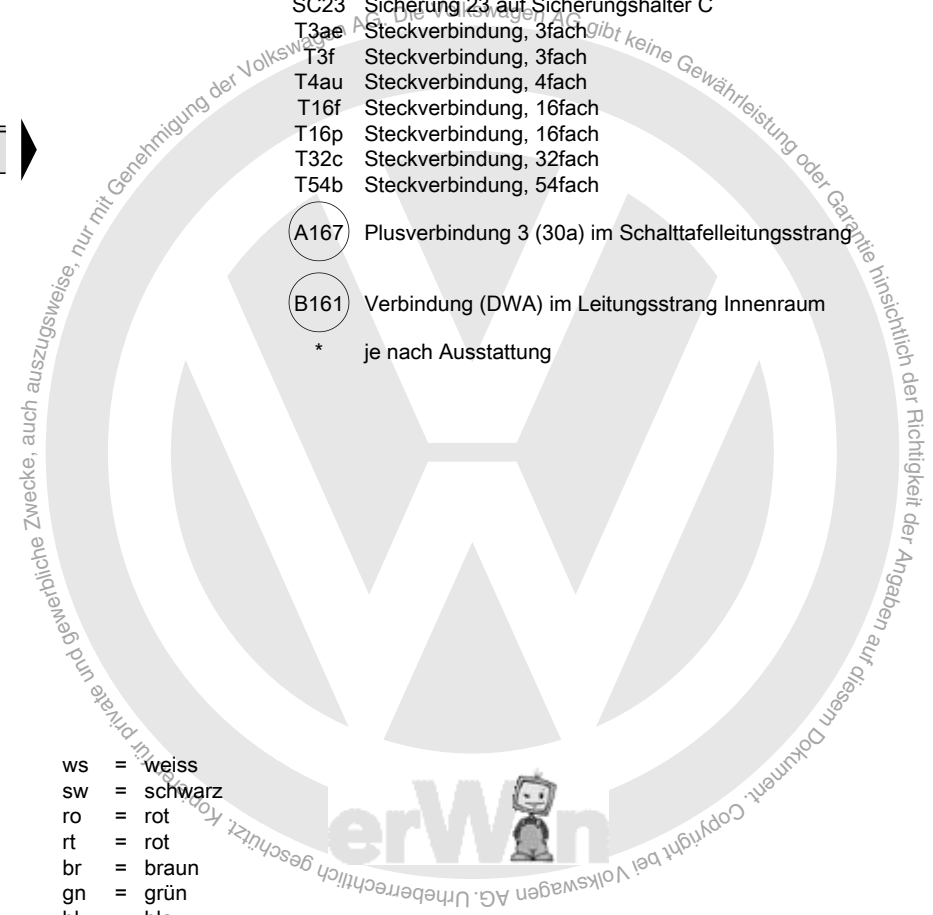 SC23 Sicherung 23 auf Sicherungshalter C
T3ae Steckverbindung, 3fach
T3f Steckverbindung, 3fach
T4au Steckverbindung, 4fach
T16f Steckverbindung, 16fach
T16p Steckverbindung, 16fach
T32c Steckverbindung, 32fach
T54b Steckverbindung, 54fach
A167 Plusverbindung 3 (30a) im Schalttafelleitungsstrang
B161 Verbindung (DWA) im Leitungsstrang Innenraum
* je nach Ausstattung
ws = weiss
sw = schwarz
ro = rot
rt = rot
br = braun
gn = grün
erWin
Urheberrechtlich geschützt. Kopieren für private und gewerbliche Zwecke, auch auszugsweise, nur mit Genehmigung der Volkswagen AG. Die Volkswagen AG gibt keine Gewährleistung oder Garantie hinsichtlich der Richtigkeit der Angaben auf diesem Dokument. Copyright bei Volkswagen AG.